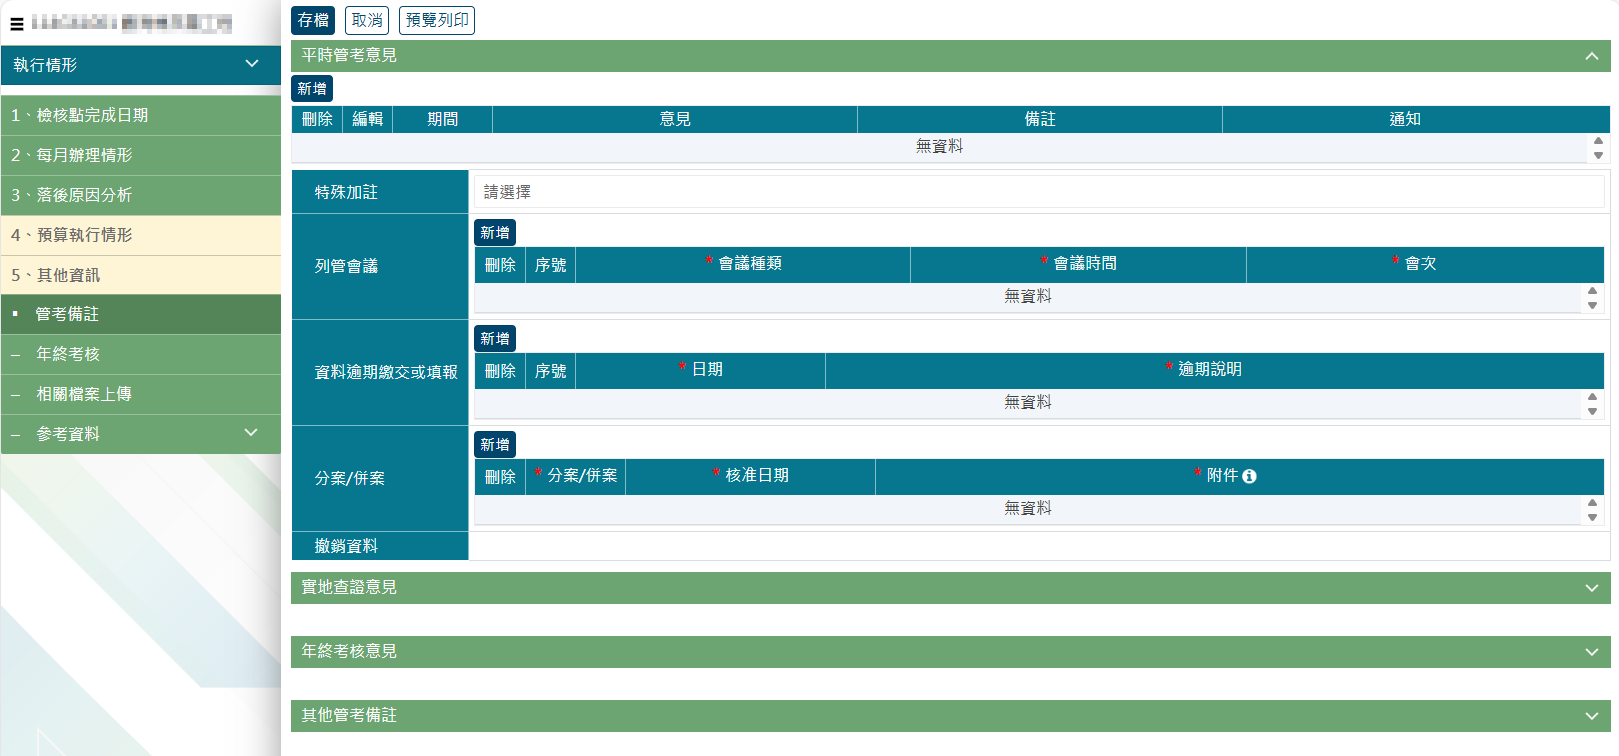 存檔 取消 預覽列印
執行情形
1、檢核點完成日期
2、每月辦理情形
3、落後原因分析
4、預算執行情形
5、其他資訊
管考備註
– 年終考核
– 相關檔案上傳
– 參考資料
平時管考意見
新增
刪除 編輯 期間 意見 備註 通知
無資料
特殊加註 請選擇
列管會議
新增
刪除 序號 * 會議種類 * 會議時間 * 會次
無資料
資料逾期繳交或填報
新增
刪除 序號 * 日期 * 逾期說明
無資料
分案/併案
新增
刪除 * 分案/併案 * 核准日期 * 附件
無資料
撤銷資料
實地查證意見
年終考核意見
其他管考備註